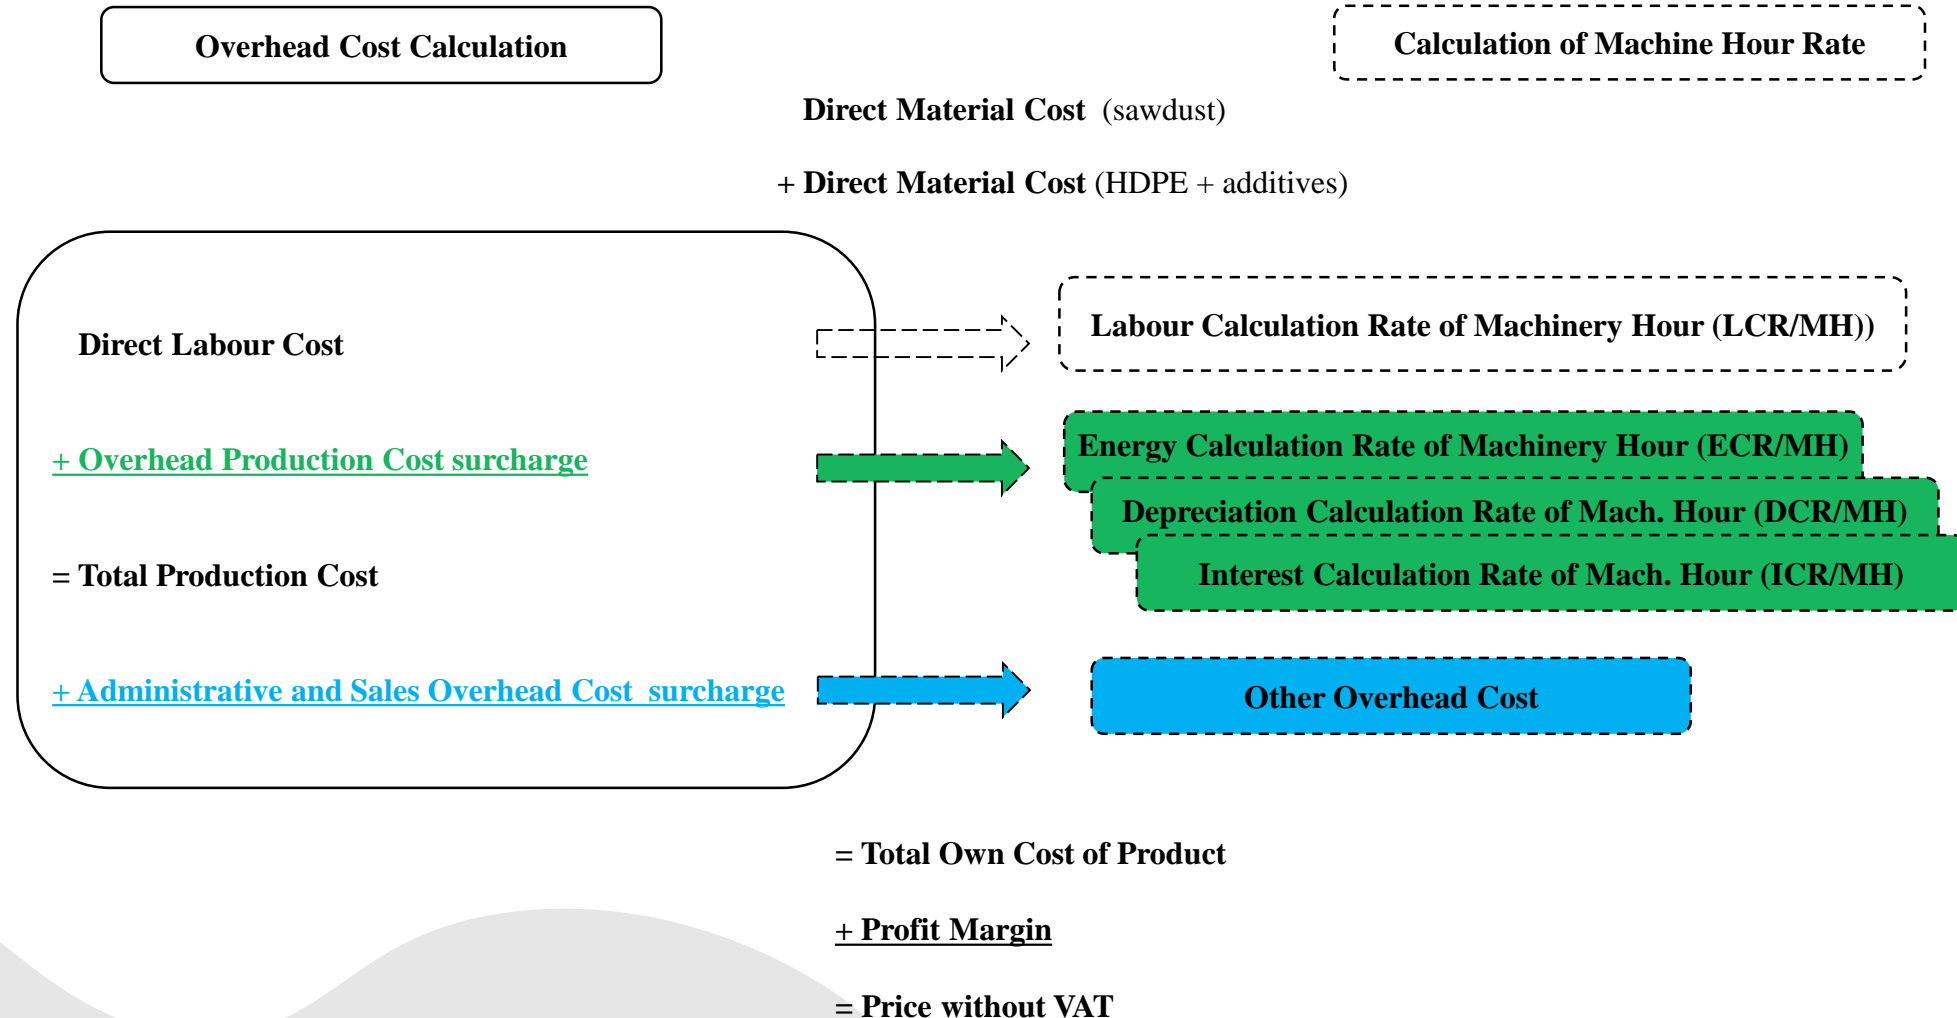 Overhead Cost Calculation
Calculation of Machine Hour Rate
Direct Material Cost (sawdust)
+ Direct Material Cost (HDPE + additives)
Direct Labour Cost
Labour Calculation Rate of Machinery Hour (LCR/MH))
+ Overhead Production Cost surcharge
Energy Calculation Rate of Machinery Hour (ECR/MH)
Depreciation Calculation Rate of Mach. Hour (DCR/MH)
= Total Production Cost
Interest Calculation Rate of Mach. Hour (ICR/MH)
+ Administrative and Sales Overhead Cost surcharge
Other Overhead Cost
= Total Own Cost of Product
+ Profit Margin
= Price without VAT